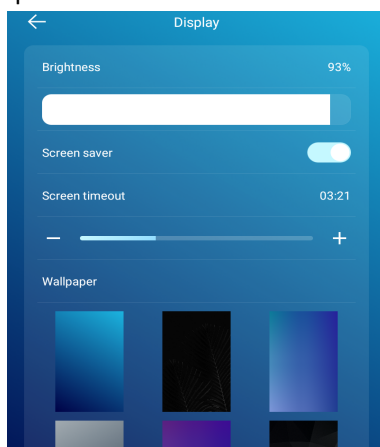 Display
Brightness 93%
Screen saver
Screen timeout 03:21
Wallpaper